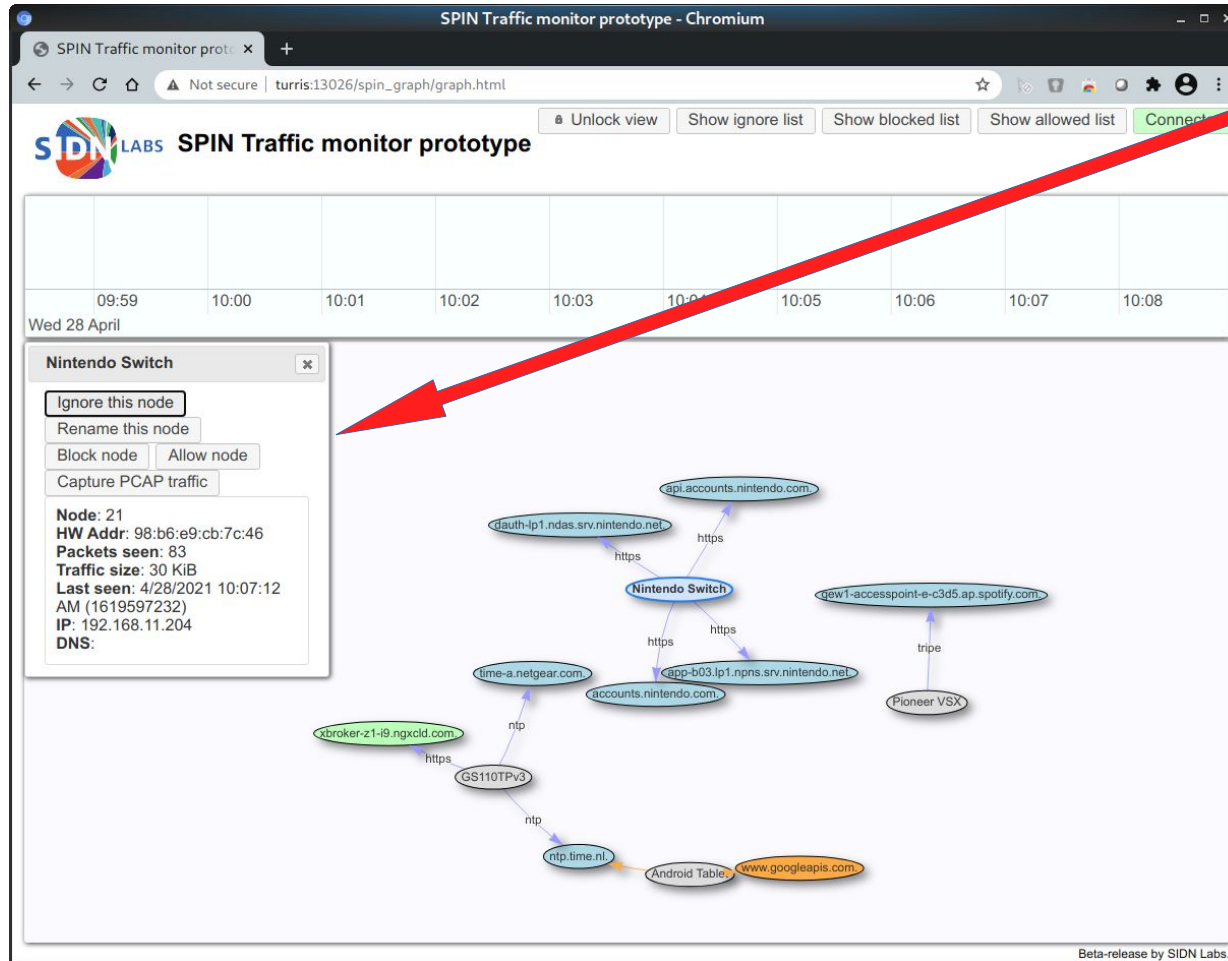 SPIN Traffic monitor prototype - Chromium
SPIN Traffic monitor proto
Not secure | turris:13026/spin_graph/graph.html
SIDN LABS
SPIN Traffic monitor prototype
Unlock view
Show ignore list
Show blocked list
Show allowed list
Connecte
09:59 10:00 10:01 10:02 10:03 10:04 10:05 10:06 10:07 10:08
Wed 28 April
Nintendo Switch
Ignore this node
Rename this node
Block node
Allow node
Capture PCAP traffic
Node: 21
HW Addr: 98:b6:e9:cb:7c:46
Packets seen: 83
Traffic size: 30 KiB
Last seen: 4/28/2021 10:07:12
AM (1619597232)
IP: 192.168.11.204
DNS:
api.accounts.nintendo.com.
dauth-lp1.ndas.srv.nintendo.net.
https
https
Nintendo Switch
gew1-accesspoint-e-c3d5.ap.spotify.com.
https
https
tripe
time-a.netgear.com.
app-b03.lp1.npns.srv.nintendo.net.
accounts.nintendo.com.
Pioneer VSX
ntp
xbroker-z1-i9.ngxcld.com.
https
GS110TPv3
ntp
ntp.time.nl.
Android Table
www.googleapis.com.
Beta-release by SIDN Labs